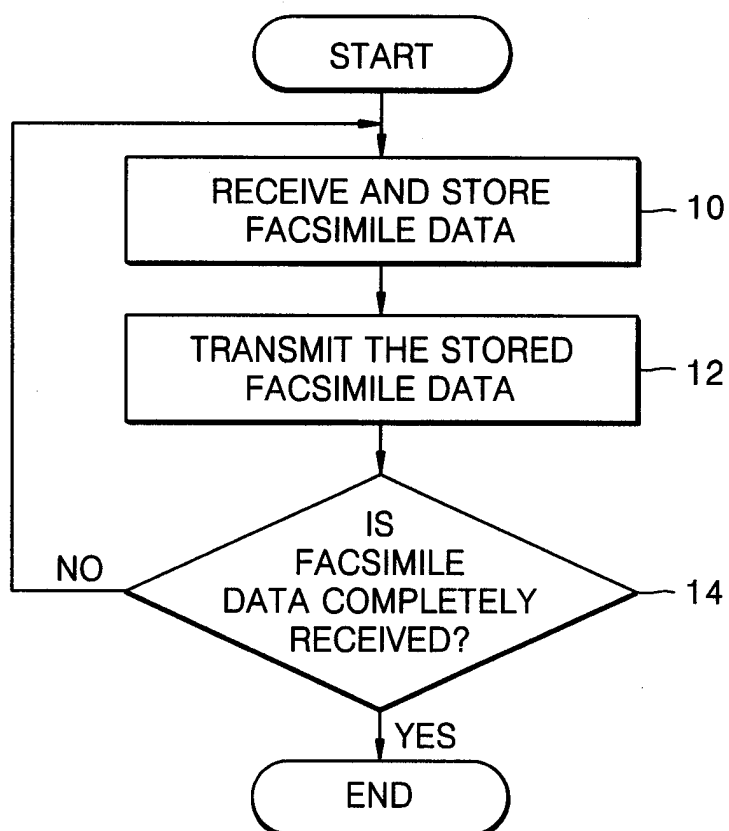 START
RECEIVE AND STORE
FACSIMILE DATA
10
TRANSMIT THE STORED
FACSIMILE DATA
12
IS
FACSIMILE
DATA COMPLETELY
RECEIVED?
14
NO
YES
END